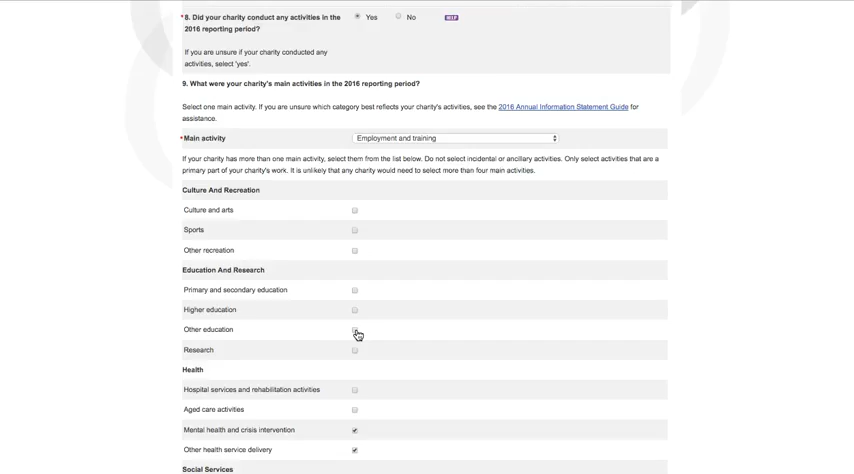 *8. Did your charity conduct any activities in the Yes No HELP
2016 reporting period?
If you are unsure if your charity conducted any
activities, select 'yes'.
9. What were your charity's main activities in the 2016 reporting period?
Select one main activity. If you are unsure which category best reflects your charity's activities, see the 2016 Annual Information Statement Guide for
assistance.
*Main activity Employment and training
If your charity has more than one main activity, select them from the list below. Do not select incidental or ancillary activities. Only select activities that are a
primary part of your charity's work. It is unlikely that any charity would need to select more than four main activities.
Culture And Recreation
Culture and arts
Sports
Other recreation
Education And Research
Primary and secondary education
Higher education
Other education
Research
Health
Hospital services and rehabilitation activities
Aged care activities
Mental health and crisis intervention
Other health service delivery
Social Services